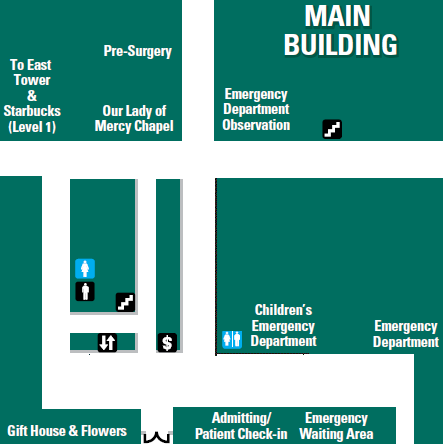 MAIN
BUILDING
Pre-Surgery
To East
Tower
&
Starbucks
(Level 1)
Our Lady of
Mercy Chapel
Emergency
Department
Observation
$
Children's
Emergency
Department
Emergency
Department
Gift House & Flowers
Admitting/
Patient Check-in
Emergency
Waiting Area